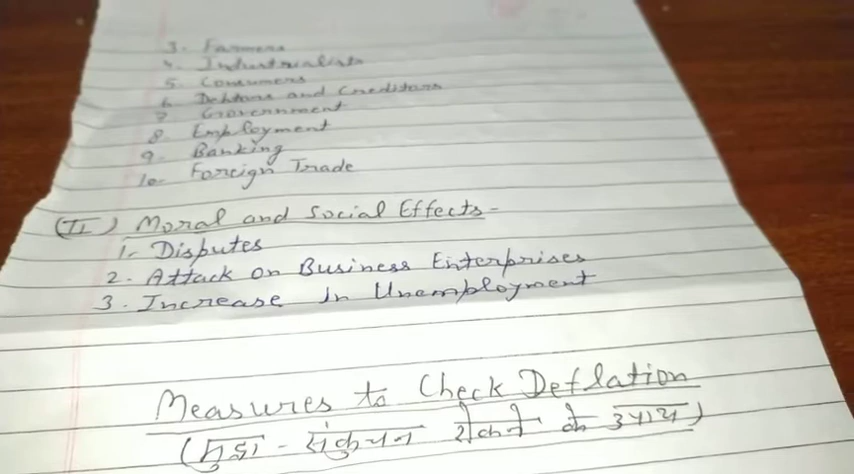 3. Farmers
4. Industrialists
5. Consumers
6. Debtors and Creditors
7. Government
8. Employment
9. Banking
10. Foreign Trade
(II) Moral and Social Effects-
1. Disputes
2. Attack on Business Enterprises
3. Increase in Unemployment
Measures to Check Deflation
(मुद्रा - संकुचन रोकने के उपाय)